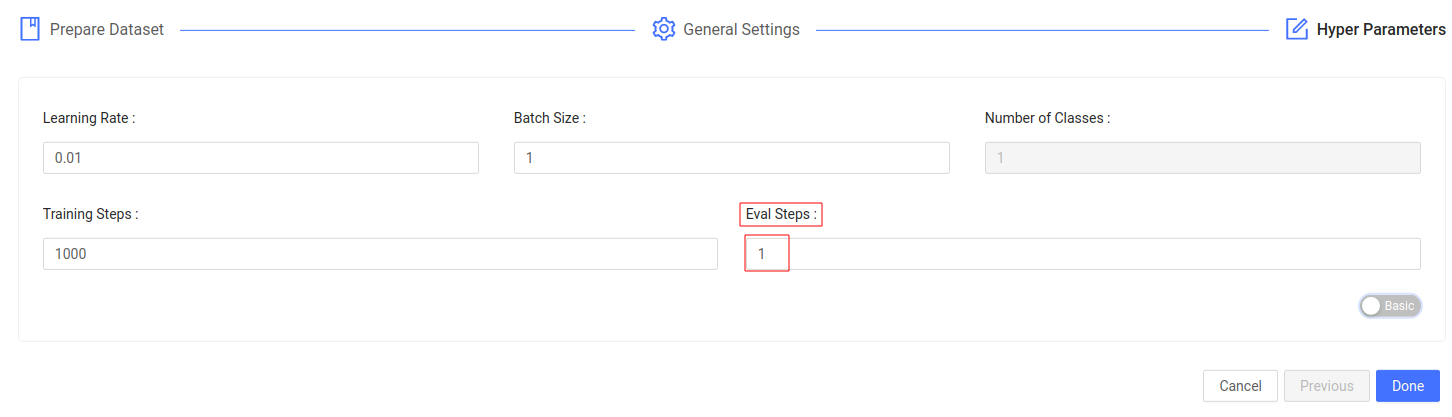 Prepare Dataset General Settings Hyper Parameters
Learning Rate : Batch Size : Number of Classes :
0.01 1 1
Training Steps : Eval Steps :
1000 1
Basic
Cancel Previous Done